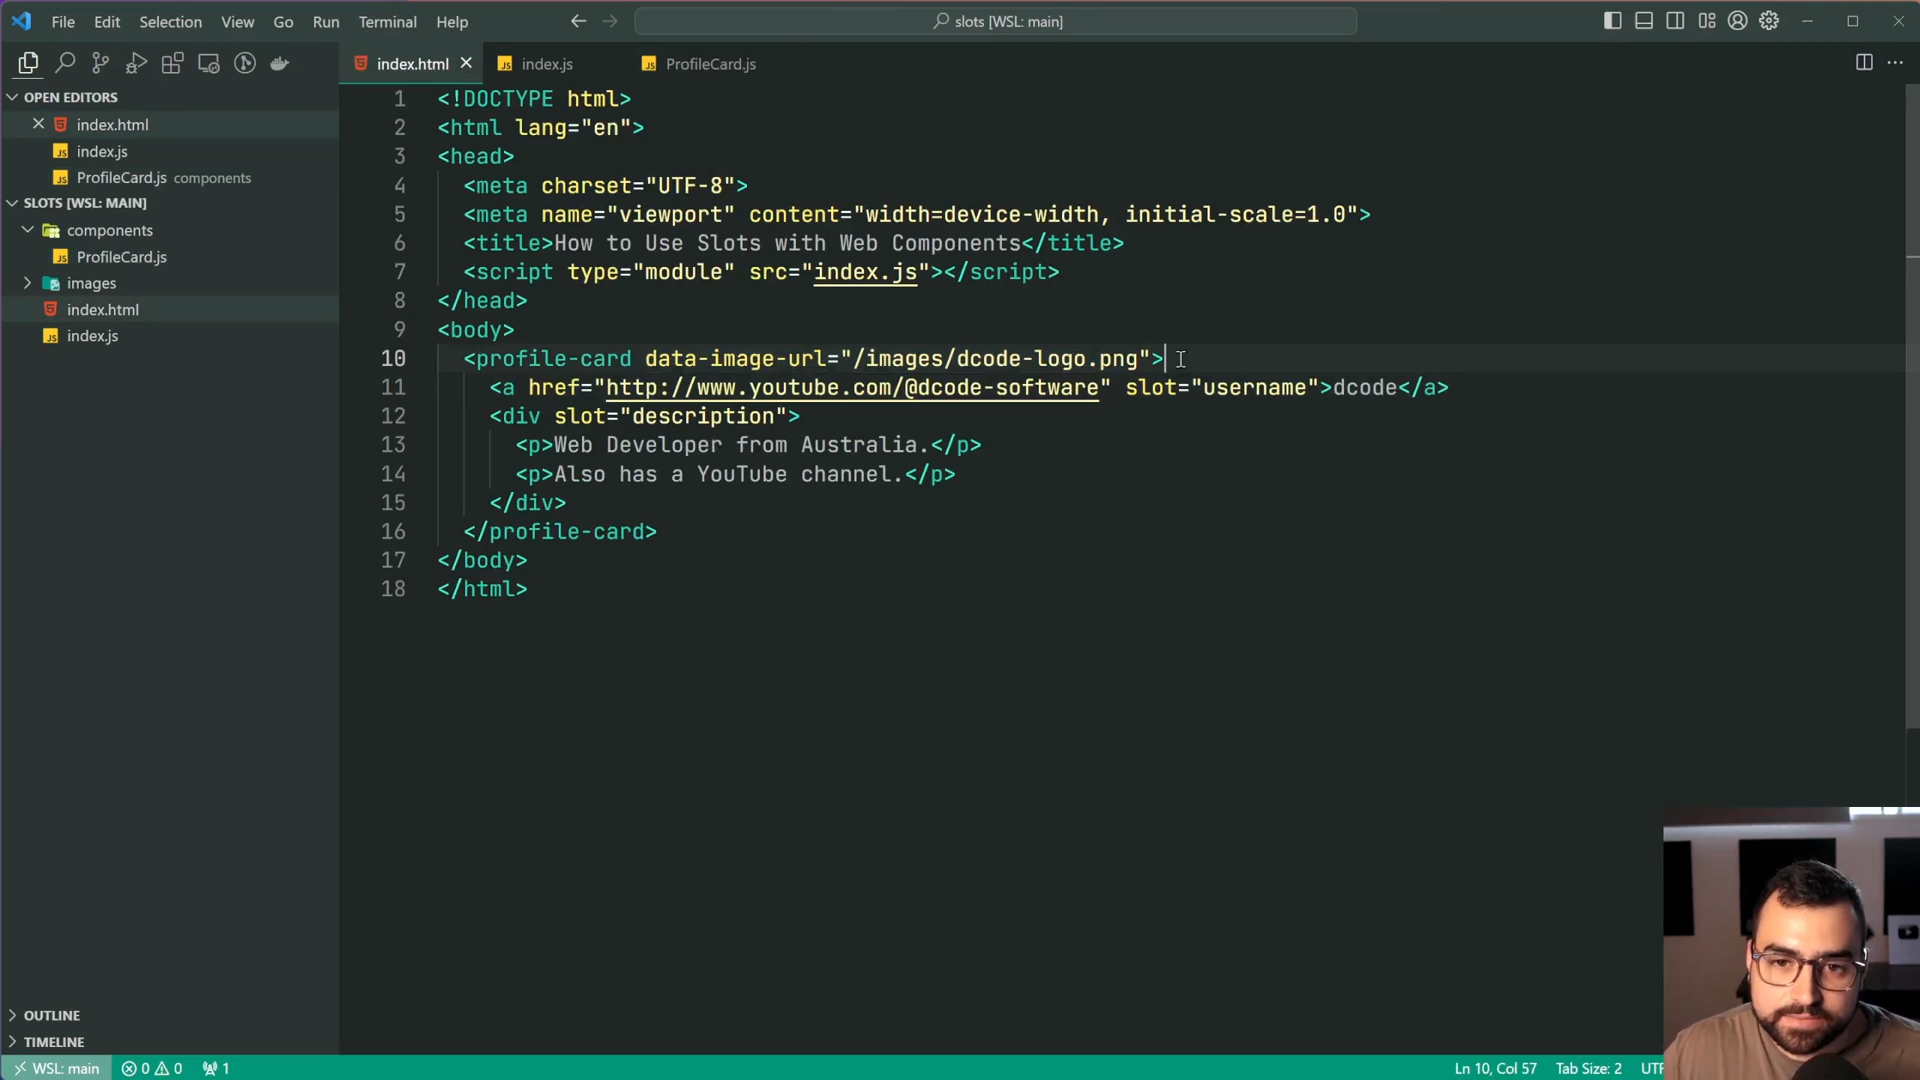 File Edit Selection View Go Run Terminal Help
slots [WSL: main]
index.html
index.js
ProfileCard.js
OPEN EDITORS
index.html
index.js
ProfileCard.js components
SLOTS [WSL: MAIN]
components
ProfileCard.js
images
index.html
index.js
OUTLINE
TIMELINE
1 <!DOCTYPE html>
2 <html lang="en">
3 <head>
4 <meta charset="UTF-8">
5 <meta name="viewport" content="width=device-width, initial-scale=1.0">
6 <title>How to Use Slots with Web Components</title>
7 <script type="module" src="index.js"></script>
8 </head>
9 <body>
10 <profile-card data-image-url="/images/dcode-logo.png">
11 <a href="http://www.youtube.com/@dcode-software" slot="username">dcode</a>
12 <div slot="description">
13 <p>Web Developer from Australia.</p>
14 <p>Also has a YouTube channel.</p>
15 </div>
16 </profile-card>
17 </body>
18 </html>
WSL: main 0 0 1 Ln 10, Col 57 Tab Size: 2 UTF